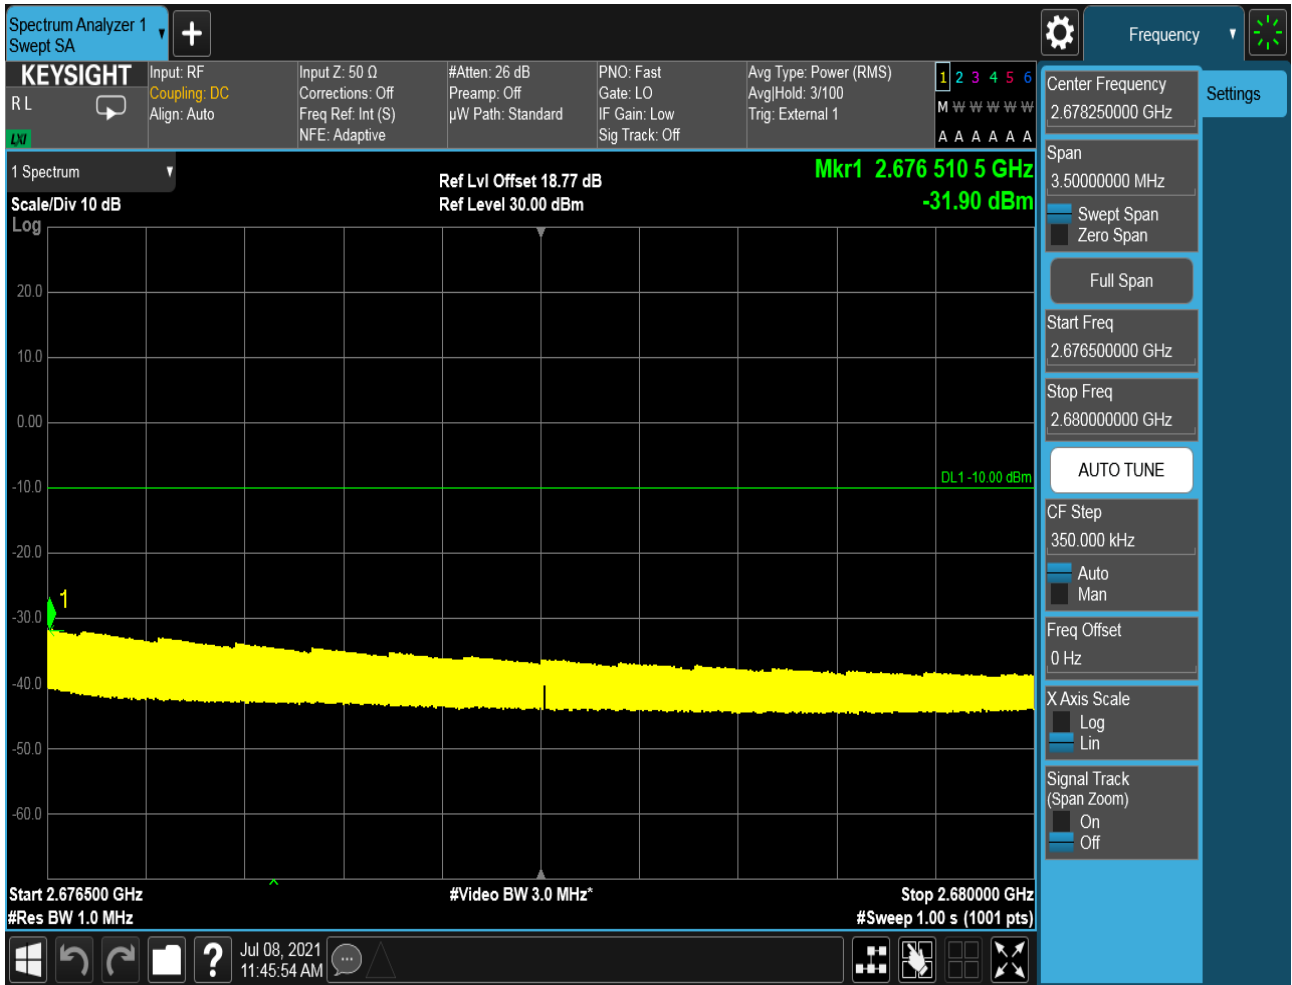 Spectrum Analyzer 1
Swept SA
Frequency
KEYSIGHT
R L
LXI
Input: RF
Coupling: DC
Align: Auto
Input Z: 50 Ω
Corrections: Off
Freq Ref: Int (S)
NFE: Adaptive
#Atten: 26 dB
Preamp: Off
µW Path: Standard
PNO: Fast
Gate: LO
IF Gain: Low
Sig Track: Off
Avg Type: Power (RMS)
Avg|Hold: 3/100
Trig: External 1
1 2 3 4 5 6
M W W W W W
A A A A A A
1 Spectrum
Scale/Div 10 dB
Log
Ref Lvl Offset 18.77 dB
Ref Level 30.00 dBm
Mkr1 2.676 510 5 GHz
-31.90 dBm
20.0
10.0
0.00
-10.0
-20.0
-30.0
-40.0
-50.0
-60.0
DL1 -10.00 dBm
1
Start 2.676500 GHz
#Res BW 1.0 MHz
#Video BW 3.0 MHz*
Stop 2.680000 GHz
#Sweep 1.00 s (1001 pts)
Jul 08, 2021
11:45:54 AM
?
Center Frequency
2.678250000 GHz
Span
3.50000000 MHz
Swept Span
Zero Span
Full Span
Start Freq
2.676500000 GHz
Stop Freq
2.680000000 GHz
AUTO TUNE
CF Step
350.000 kHz
Auto
Man
Freq Offset
0 Hz
X Axis Scale
Log
Lin
Signal Track
(Span Zoom)
On
Off
Settings